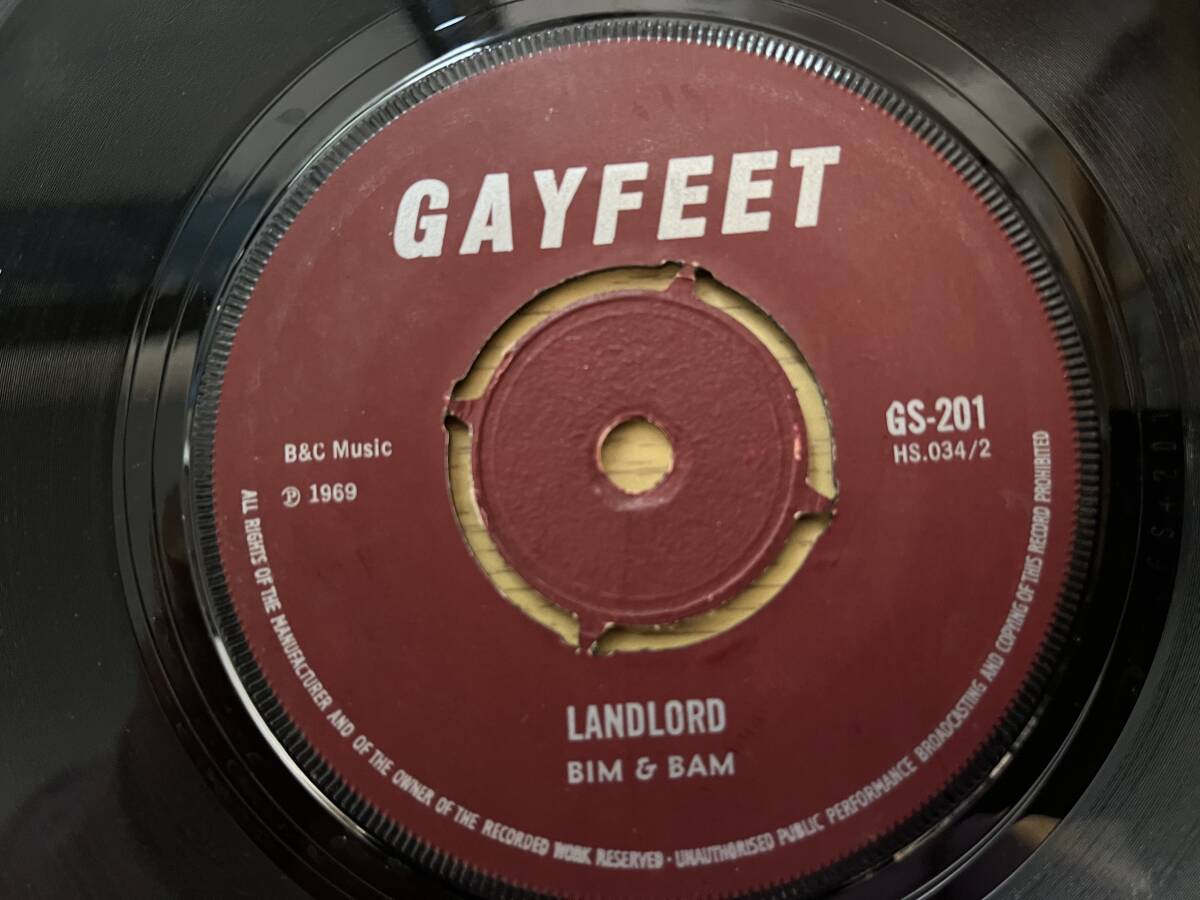 GAYFEET
B&C Music
℗ 1969
GS-201
HS.034/2
LANDLORD
BIM & BAM
ALL RIGHTS OF THE MANUFACTURER AND OF THE OWNER OF THE RECORDED WORK RESERVED · UNAUTHORISED PUBLIC PERFORMANCE BROADCASTING AND COPYING OF THIS RECORD PROHIBITED